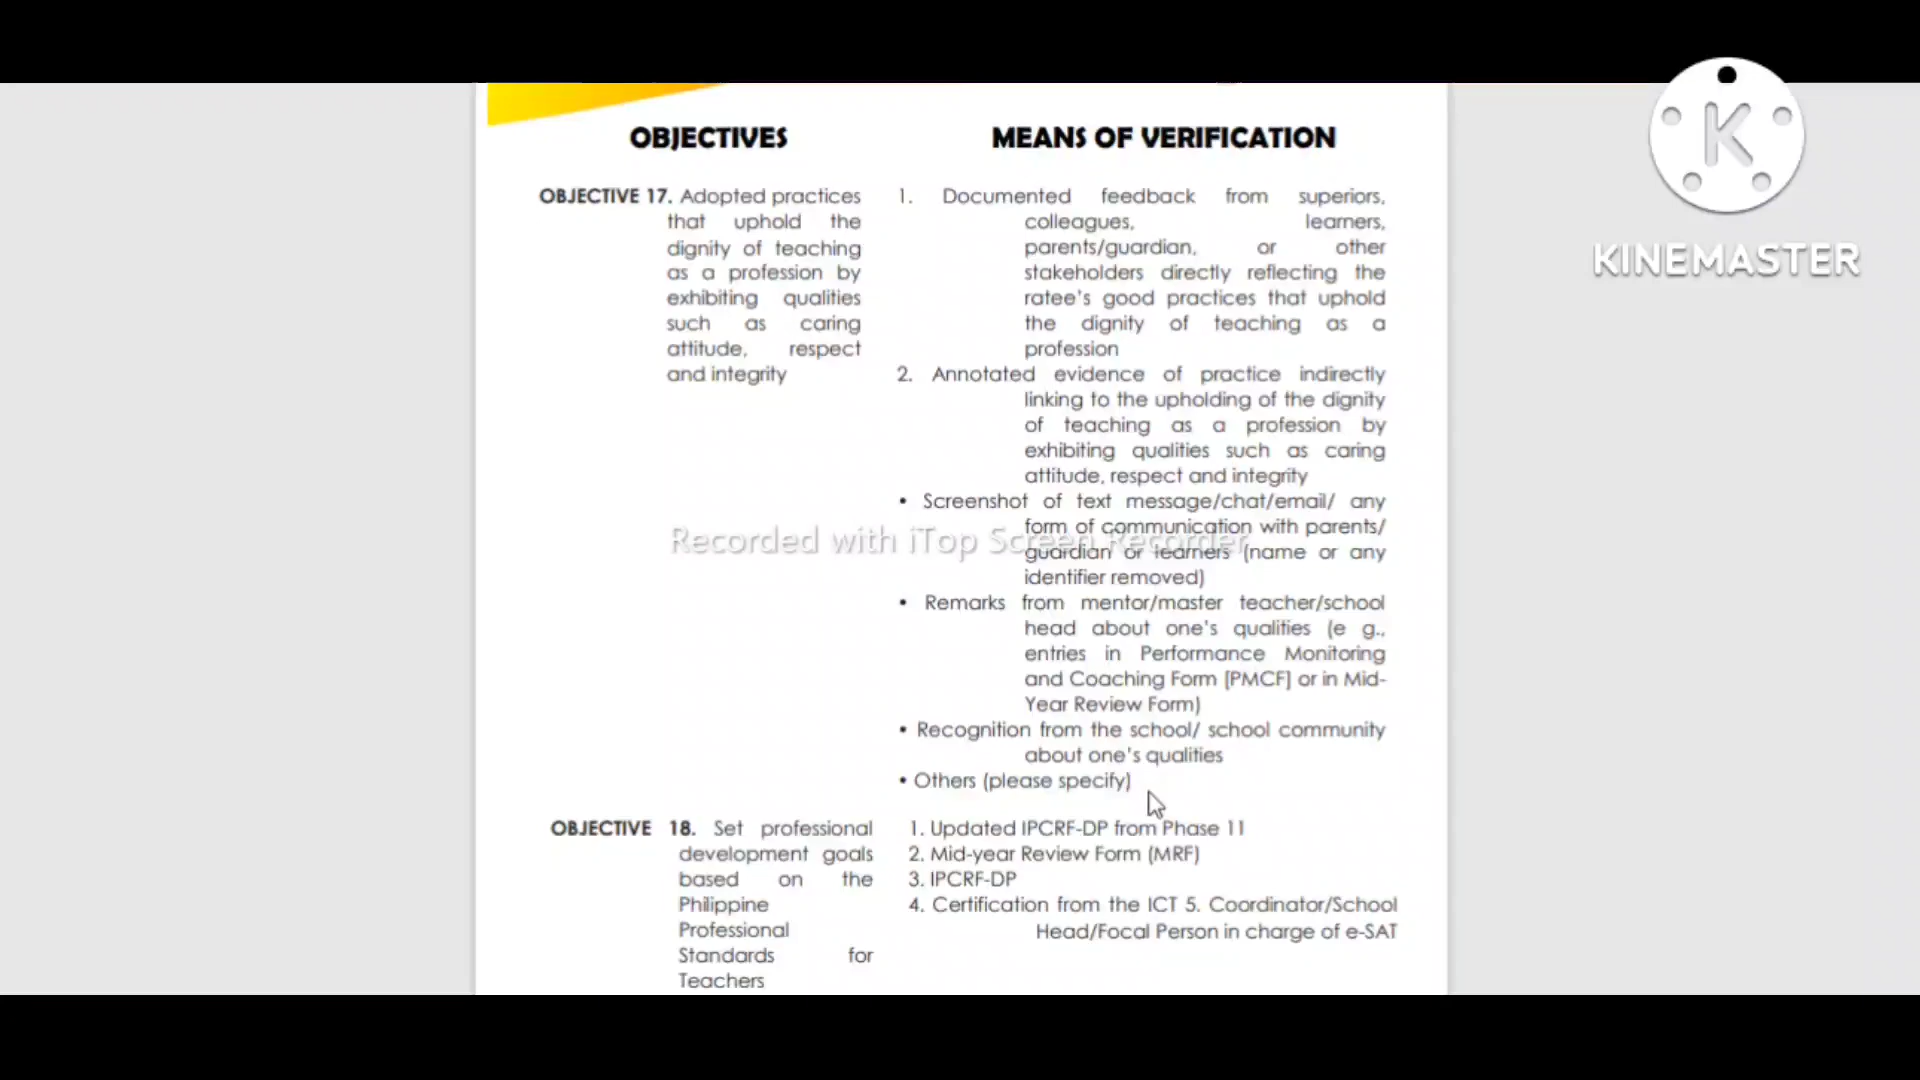 OBJECTIVES
MEANS OF VERIFICATION
OBJECTIVE 17. Adopted practices
that uphold the
dignity of teaching
as a profession by
exhibiting qualities
such as caring
attitude, respect
and integrity
1. Documented feedback from superiors,
colleagues, learners,
parents/guardian, or other
stakeholders directly reflecting the
ratee's good practices that uphold
the dignity of teaching as a
profession
2. Annotated evidence of practice indirectly
linking to the upholding of the dignity
of teaching as a profession by
exhibiting qualities such as caring
attitude, respect and integrity
• Screenshot of text message/chat/email/ any
form of communication with parents/
guardian or learners (name or any
identifier removed)
• Remarks from mentor/master teacher/school
head about one's qualities (e g.,
entries in Performance Monitoring
and Coaching Form [PMCF] or in Mid-
Year Review Form)
• Recognition from the school/ school community
about one's qualities
• Others (please specify)
OBJECTIVE 18. Set professional
development goals
based on the
Philippine
Professional
Standards for
Teachers
1. Updated IPCRF-DP from Phase 11
2. Mid-year Review Form (MRF)
3. IPCRF-DP
4. Certification from the ICT 5. Coordinator/School
Head/Focal Person in charge of e-SAT
Recorded with iTop Screen Recorder
K
KINEMASTER